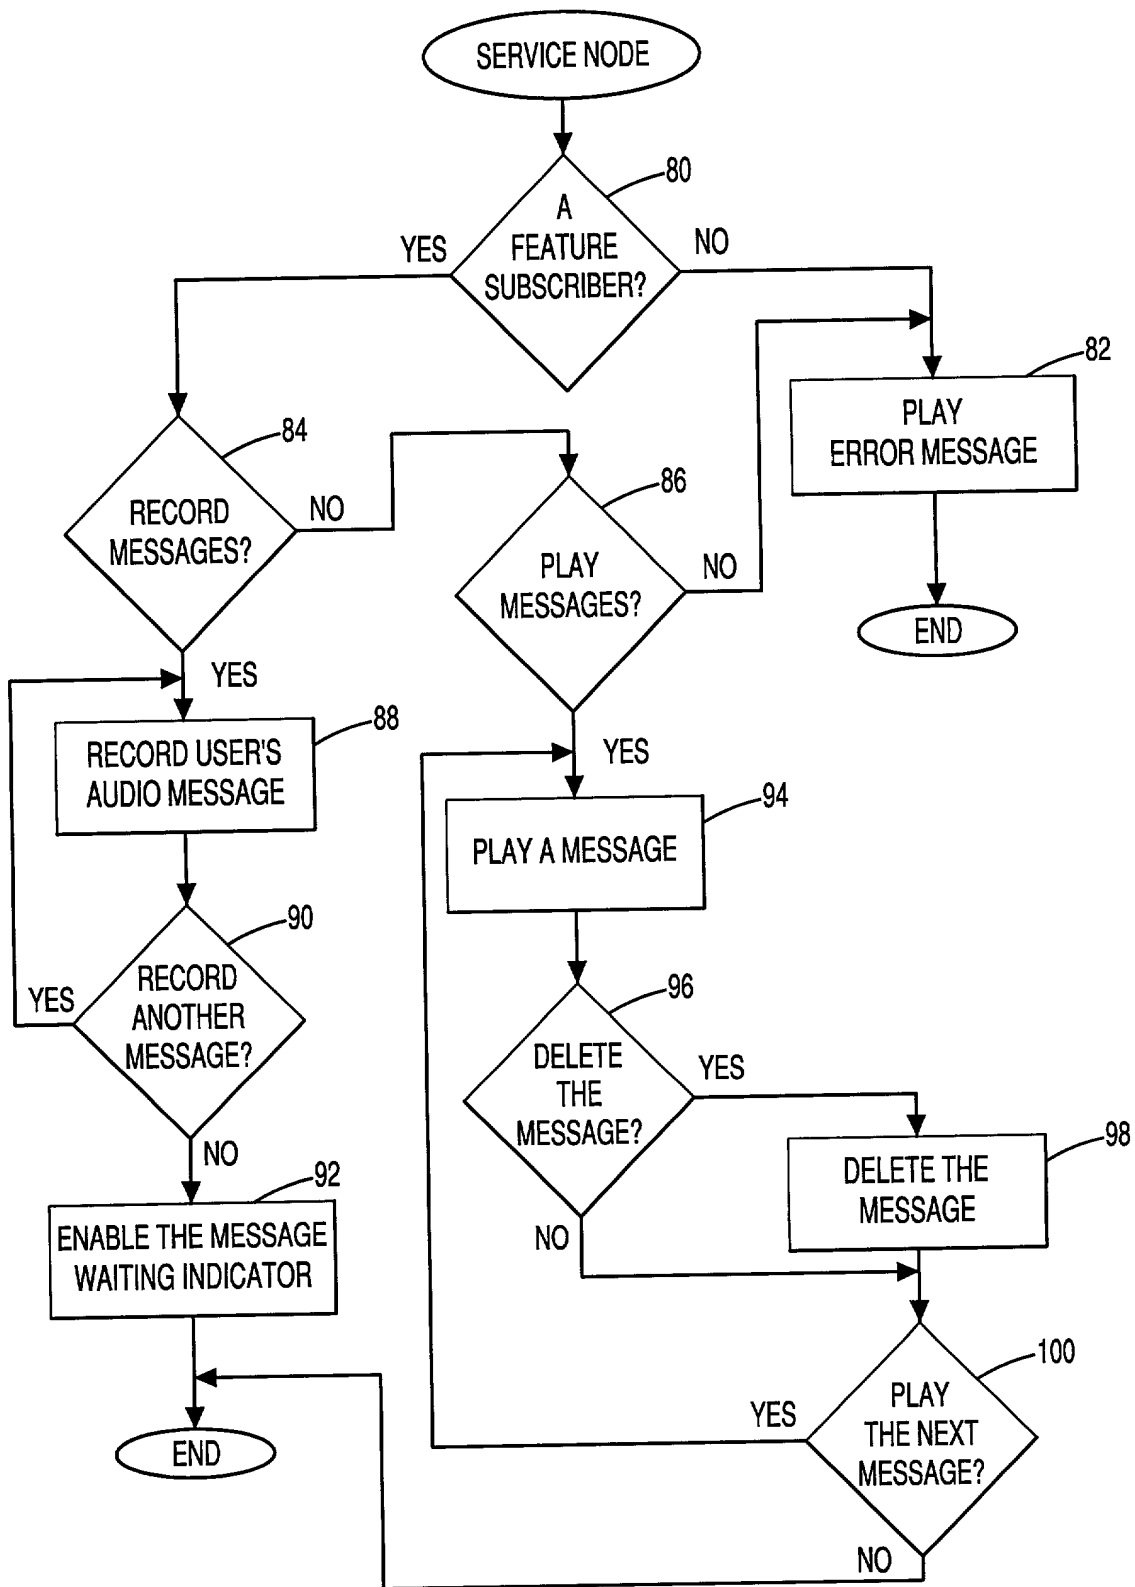 SERVICE NODE
80
A
FEATURE
SUBSCRIBER?
YES
NO
82
PLAY
ERROR MESSAGE
END
84
RECORD
MESSAGES?
NO
YES
86
PLAY
MESSAGES?
NO
YES
88
RECORD USER'S
AUDIO MESSAGE
90
RECORD
ANOTHER
MESSAGE?
YES
NO
92
ENABLE THE MESSAGE
WAITING INDICATOR
END
94
PLAY A MESSAGE
96
DELETE
THE
MESSAGE?
YES
NO
98
DELETE THE
MESSAGE
100
PLAY
THE NEXT
MESSAGE?
YES
NO